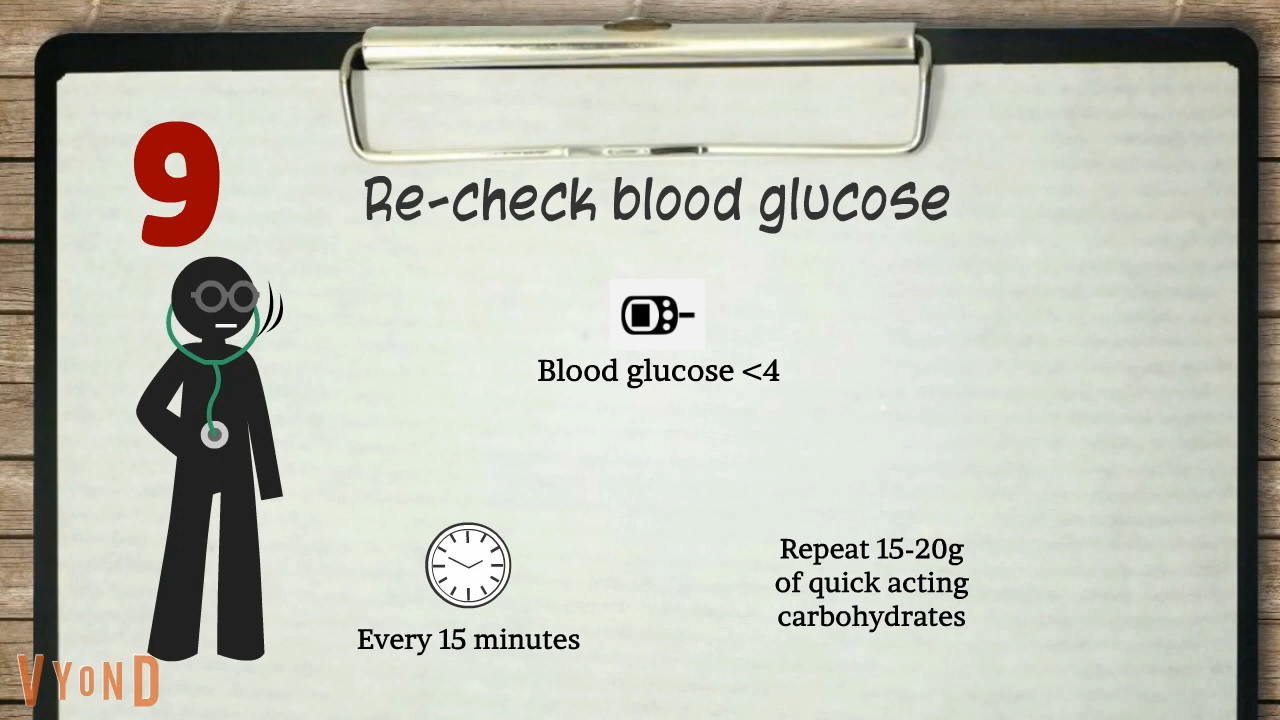 9
Re-check blood glucose
Blood glucose <4
Every 15 minutes
Repeat 15-20g
of quick acting
carbohydrates
VYOND